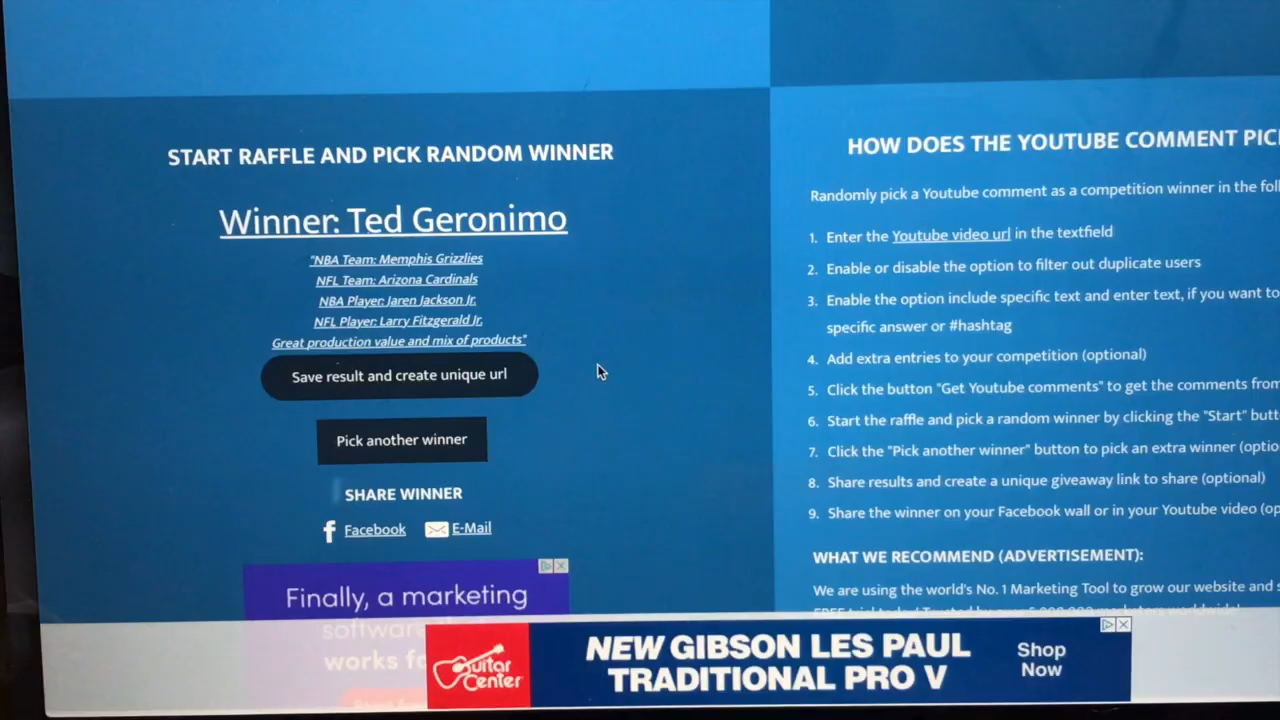 START RAFFLE AND PICK RANDOM WINNER
Winner: Ted Geronimo
"NBA Team: Memphis Grizzlies
NFL Team: Arizona Cardinals
NBA Player: Jaren Jackson Jr.
NFL Player: Larry Fitzgerald Jr.
Great production value and mix of products"
Save result and create unique url
Pick another winner
SHARE WINNER
Facebook
E-Mail
Finally, a marketing
software
works fo
HOW DOES THE YOUTUBE COMMENT PIC
Randomly pick a Youtube comment as a competition winner in the foll
1. Enter the Youtube video url in the textfield
2. Enable or disable the option to filter out duplicate users
3. Enable the option include specific text and enter text, if you want to
specific answer or #hashtag
4. Add extra entries to your competition (optional)
5. Click the button "Get Youtube comments" to get the comments from
6. Start the raffle and pick a random winner by clicking the "Start" butt
7. Click the "Pick another winner" button to pick an extra winner (optio
8. Share results and create a unique giveaway link to share (optional)
9. Share the winner on your Facebook wall or in your Youtube video (op
WHAT WE RECOMMEND (ADVERTISEMENT):
We are using the world's No. 1 Marketing Tool to grow our website and s
Guitar
Center
NEW GIBSON LES PAUL
TRADITIONAL PRO V
Shop
Now